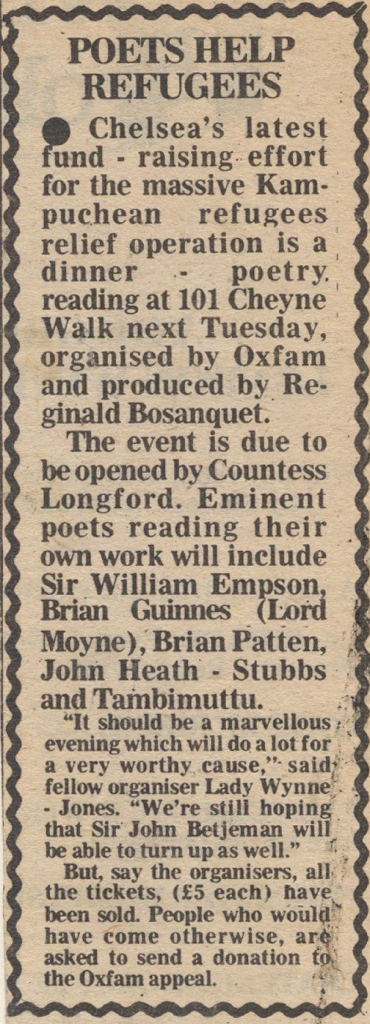 POETS HELP
REFUGEES
● Chelsea's latest
fund - raising effort
for the massive Kam-
puchean refugees
relief operation is a
dinner - poetry
reading at 101 Cheyne
Walk next Tuesday,
organised by Oxfam
and produced by Re-
ginald Bosanquet.
The event is due to
be opened by Countess
Longford. Eminent
poets reading their
own work will include
Sir William Empson,
Brian Guinnes (Lord
Moyne), Brian Patten,
John Heath - Stubbs
and Tambimuttu.
"It should be a marvellous
evening which will do a lot for
a very worthy cause," said
fellow organiser Lady Wynne
- Jones. "We're still hoping
that Sir John Betjeman will
be able to turn up as well."
But, say the organisers, all
the tickets, (£5 each) have
been sold. People who would
have come otherwise, are
asked to send a donation to
the Oxfam appeal.